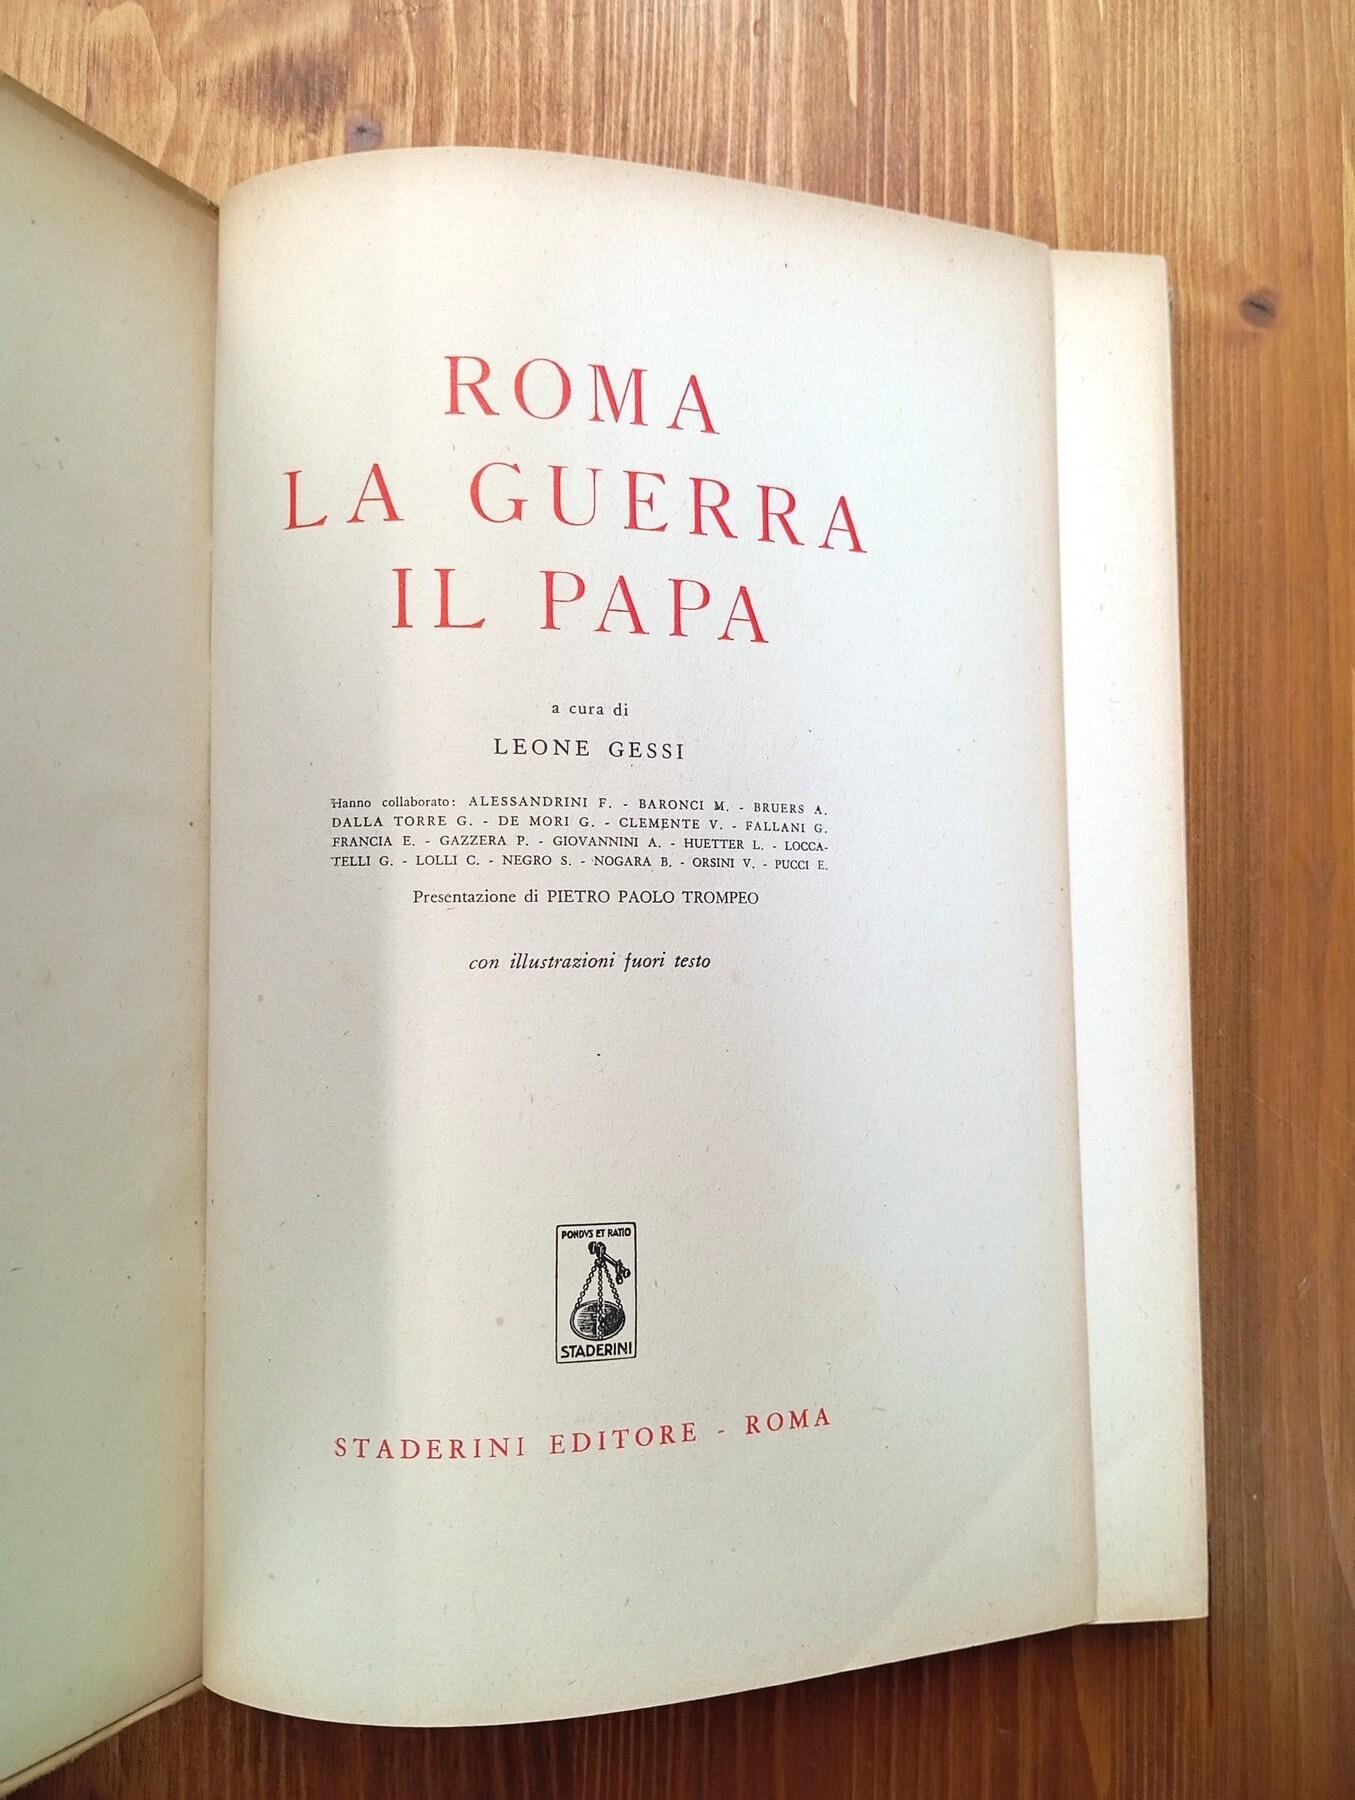 ROMA
LA GUERRA
IL PAPA
a cura di
LEONE GESSI
Hanno collaborato: ALESSANDRINI F. - BARONCI M. - BRUERS A.
DALLA TORRE G. - DE MORI G. - CLEMENTE V. - FALLANI G.
FRANCIA E. - GAZZERA P. - GIOVANNINI A. - HUETTER L. - LOCCA-
TELLI G. - LOLLI C. - NEGRO S. - NOGARA B. - ORSINI V. - PUCCI E.
Presentazione di PIETRO PAOLO TROMPEO
con illustrazioni fuori testo
PONDVS ET RATIO
STADERINI
STADERINI EDITORE - ROMA